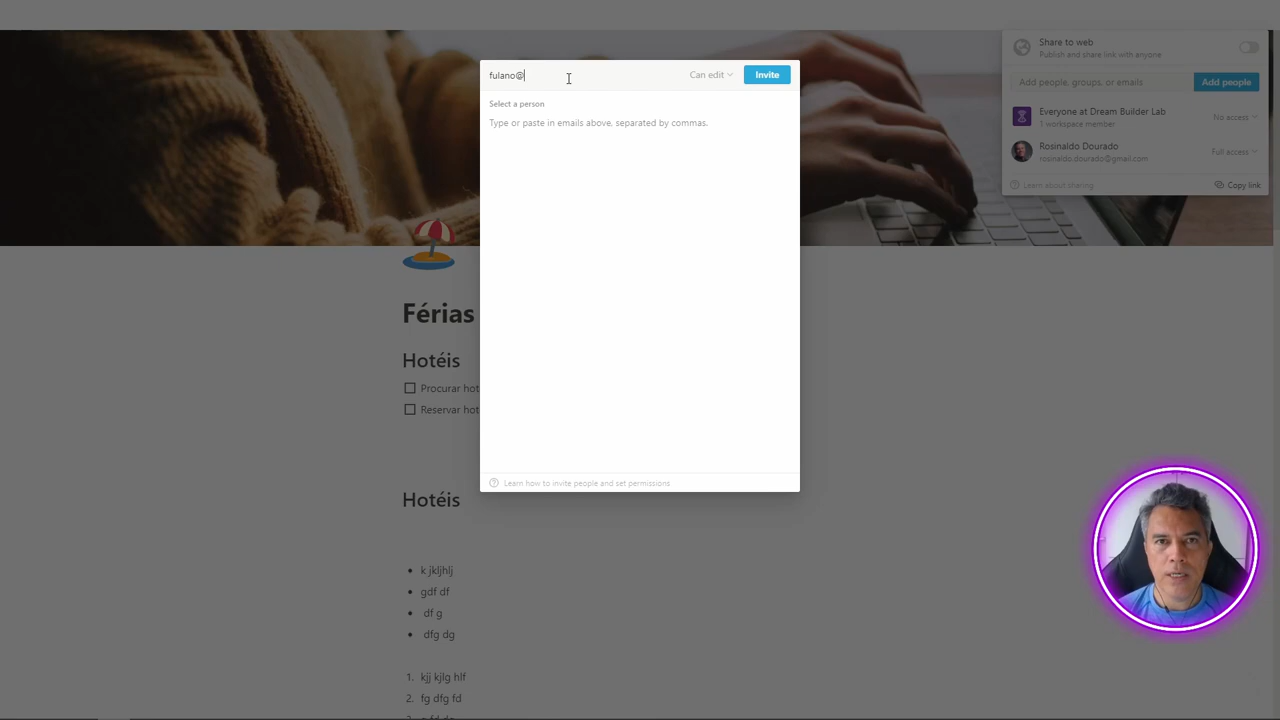 fulano@
Can edit
Invite
Select a person
Type or paste in emails above, separated by commas.
Learn how to invite people and set permissions
Share to web
Publish and share link with anyone
Add people, groups, or emails
Add people
Everyone at Dream Builder Lab
1 workspace member
No access
Rosinaldo Dourado
rosinaldo.dourado@gmail.com
Full access
Learn about sharing
Copy link
Férias
Hotéis
Procurar hot
Reservar hot
Hotéis
k jkljhlj
gdf df
df g
dfg dg
1. kjj kjlg hlf
2. fg dfg fd